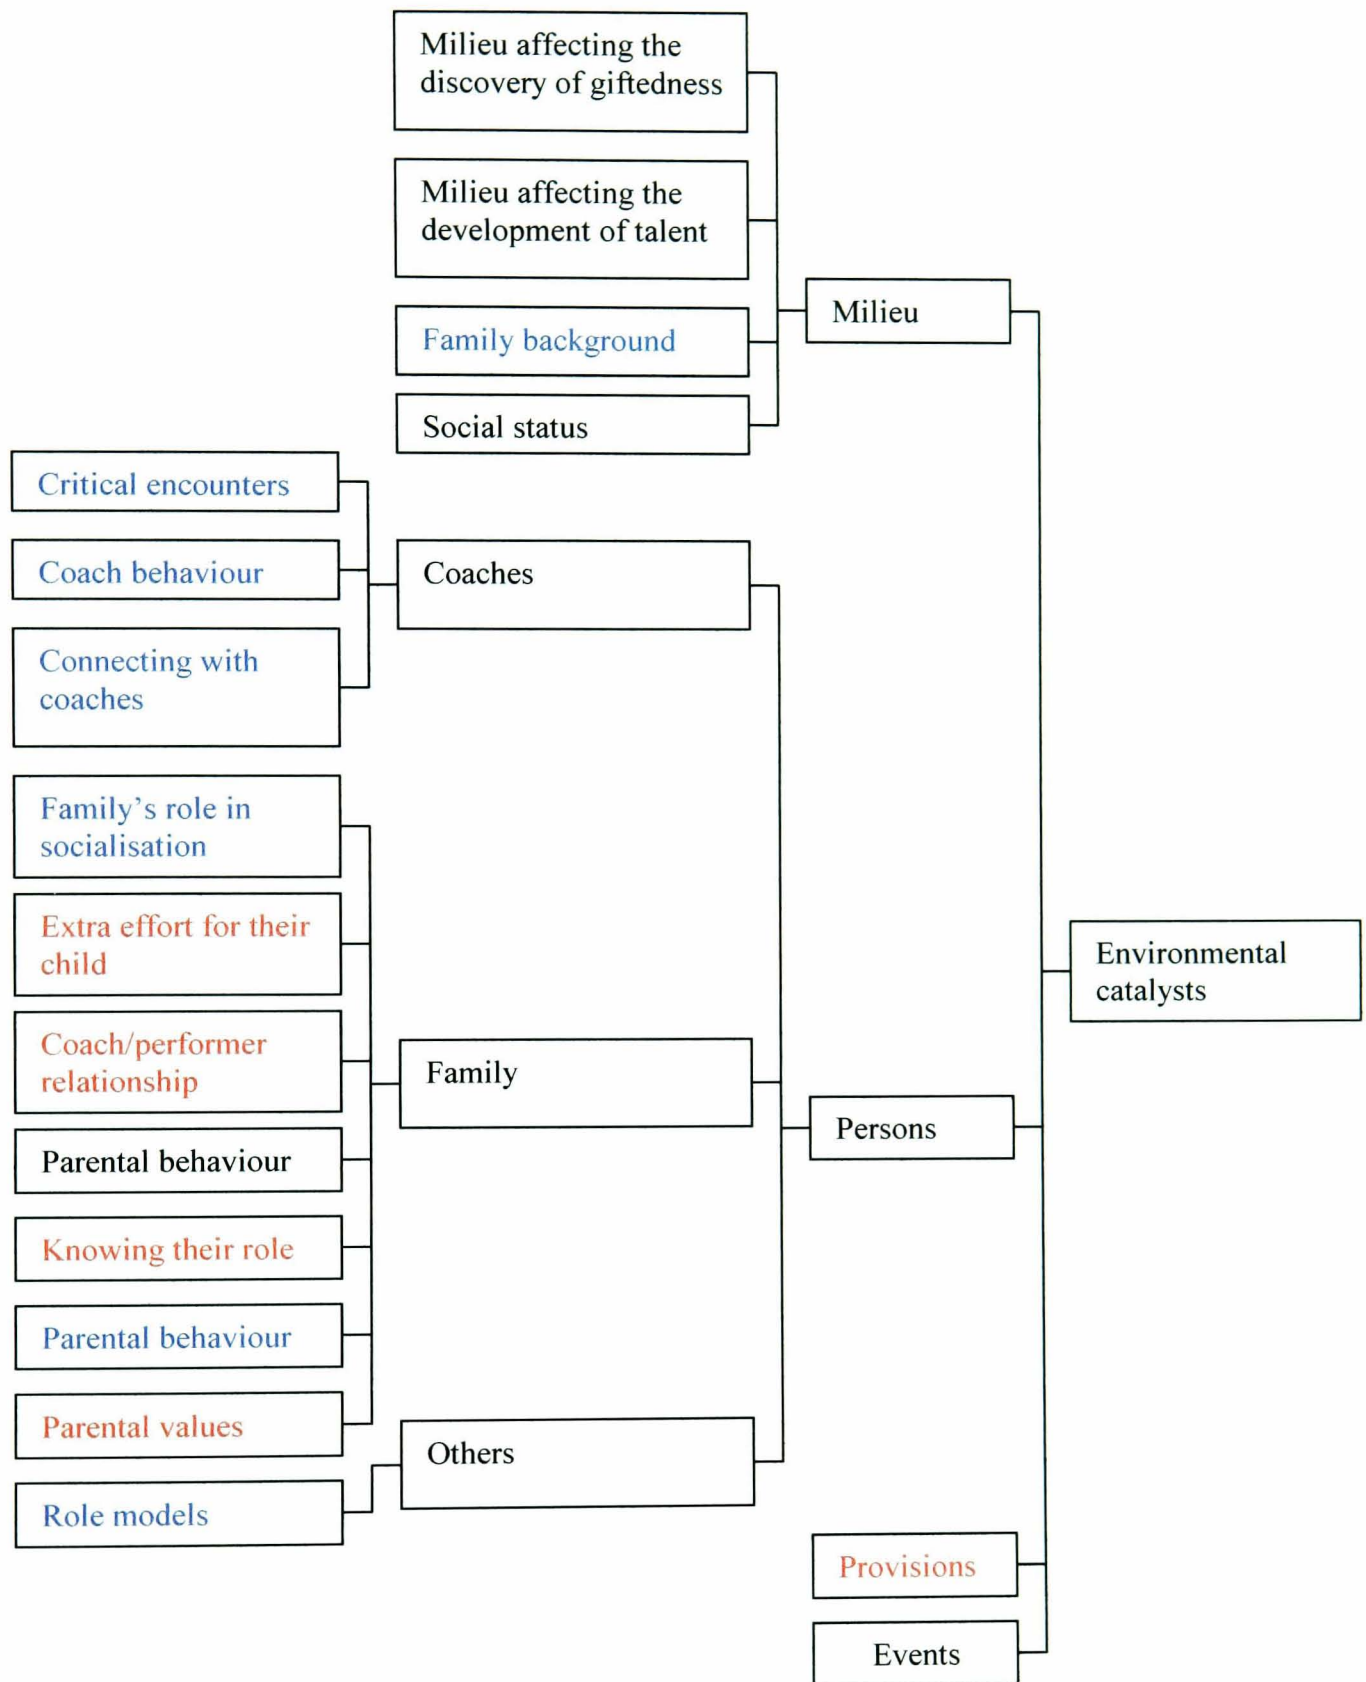 Milieu affecting the
discovery of giftedness
Milieu affecting the
development of talent
Family background
Social status
Milieu
Critical encounters
Coach behaviour
Connecting with
coaches
Coaches
Family’s role in
socialisation
Extra effort for their
child
Coach/performer
relationship
Parental behaviour
Knowing their role
Parental behaviour
Parental values
Family
Role models
Others
Persons
Provisions
Events
Environmental
catalysts